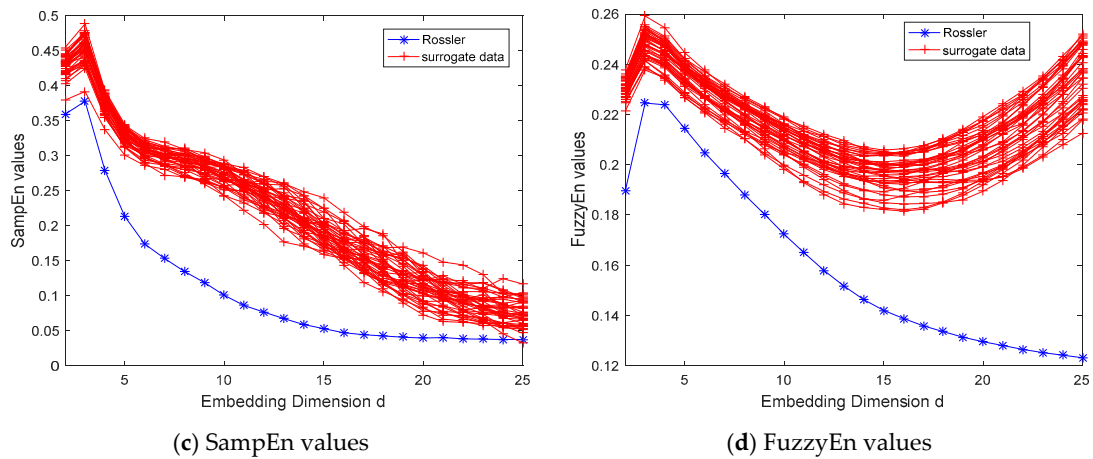 0.5
0.45
0.4
0.35
0.3
0.25
0.2
0.15
0.1
0.05
0
SampEn values
5
10
15
20
25
Embedding Dimension d
Rossler
surrogate data
(c) SampEn values
0.26
0.24
0.22
0.2
0.18
0.16
0.14
0.12
FuzzyEn values
5
10
15
20
25
Embedding Dimension d
Rossler
surrogate data
(d) FuzzyEn values